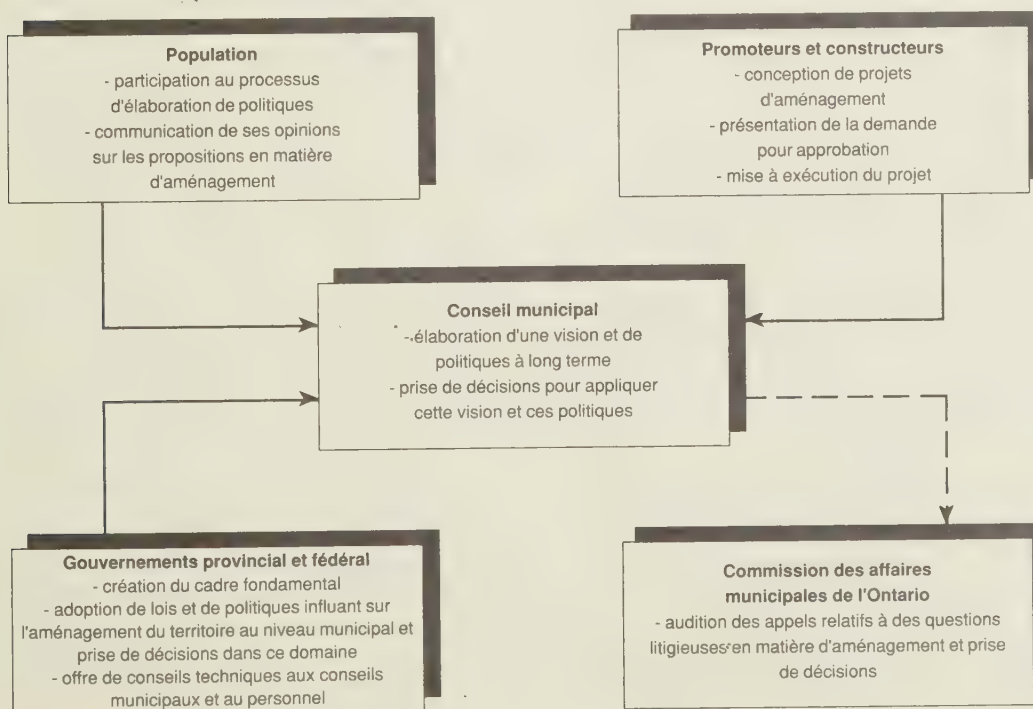 Population
- participation au processus
d'élaboration de politiques
- communication de ses opinions
sur les propositions en matière
d'aménagement
Promoteurs et constructeurs
- conception de projets
d'aménagement
- présentation de la demande
pour approbation
- mise à exécution du projet
Conseil municipal
- élaboration d'une vision et de
politiques à long terme
- prise de décisions pour appliquer
cette vision et ces politiques
Gouvernements provincial et fédéral
- création du cadre fondamental
- adoption de lois et de politiques influant sur
l'aménagement du territoire au niveau municipal et
prise de décisions dans ce domaine
- offre de conseils techniques aux conseils
municipaux et au personnel
Commission des affaires
municipales de l'Ontario
- audition des appels relatifs à des questions
litigieuses en matière d'aménagement et prise
de décisions